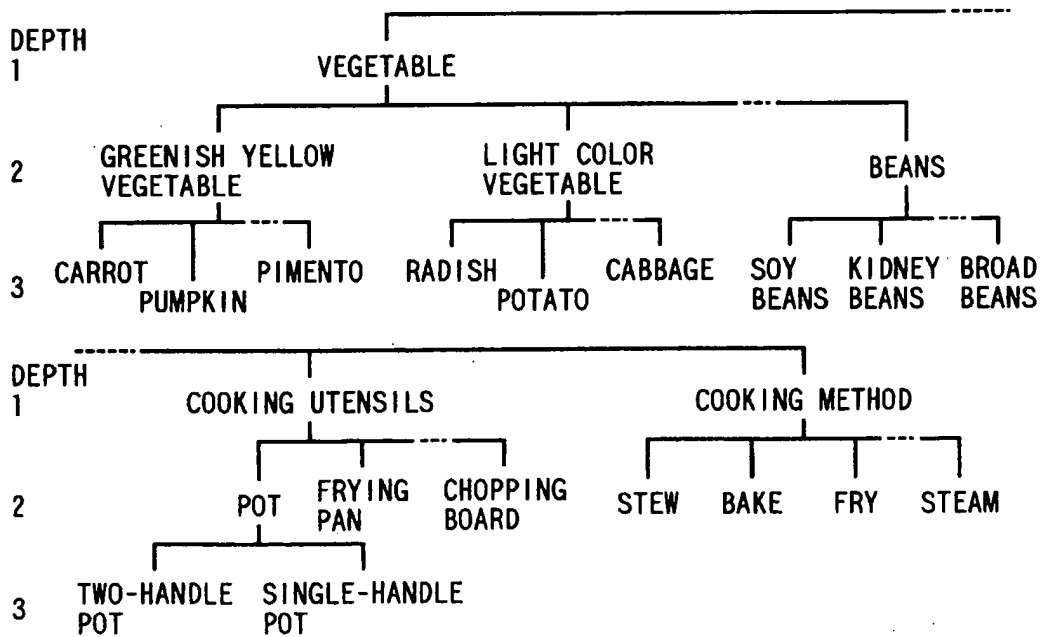 DEPTH
1
VEGETABLE
2
GREENISH YELLOW
VEGETABLE
LIGHT COLOR
VEGETABLE
BEANS
3
CARROT
PUMPKIN
PIMENTO
RADISH
POTATO
CABBAGE
SOY
BEANS
KIDNEY
BEANS
BROAD
BEANS
DEPTH
1
COOKING UTENSILS
COOKING METHOD
2
POT
FRYING
PAN
CHOPPING
BOARD
STEW
BAKE
FRY
STEAM
3
TWO-HANDLE
POT
SINGLE-HANDLE
POT